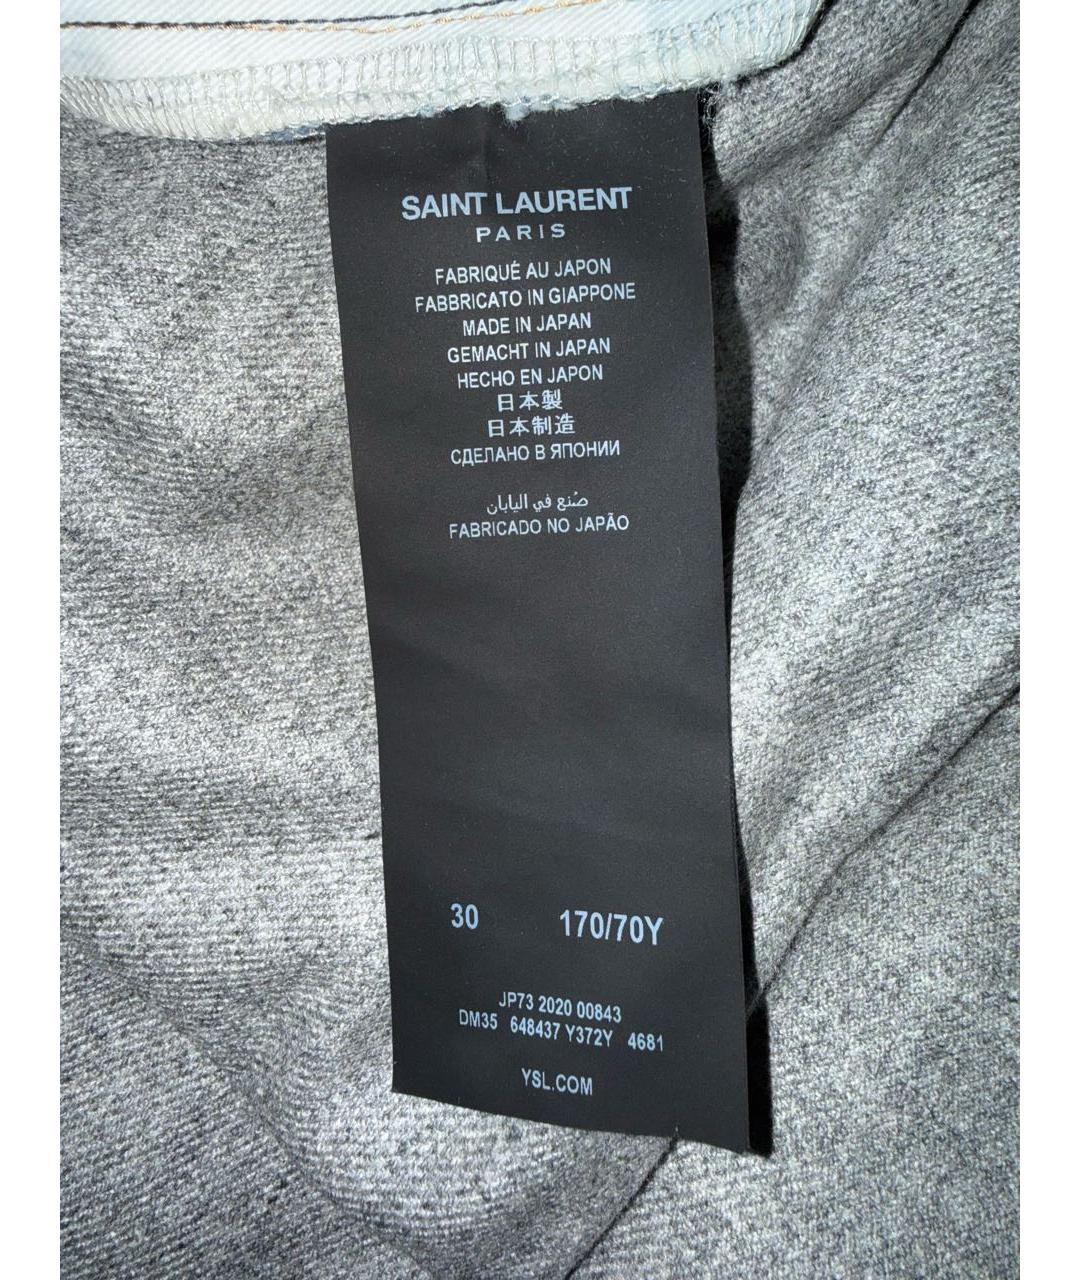 SAINT LAURENT
PARIS
FABRIQUÉ AU JAPON
FABBRICATO IN GIAPPONE
MADE IN JAPAN
GEMACHT IN JAPAN
HECHO EN JAPON
日本製
日本制造
СДЕЛАНО В ЯПОНИИ
صُنع في اليابان
FABRICADO NO JAPÃO
30 170/70Y
JP73 2020 00843
DM35 648437 Y372Y 4681
YSL.COM